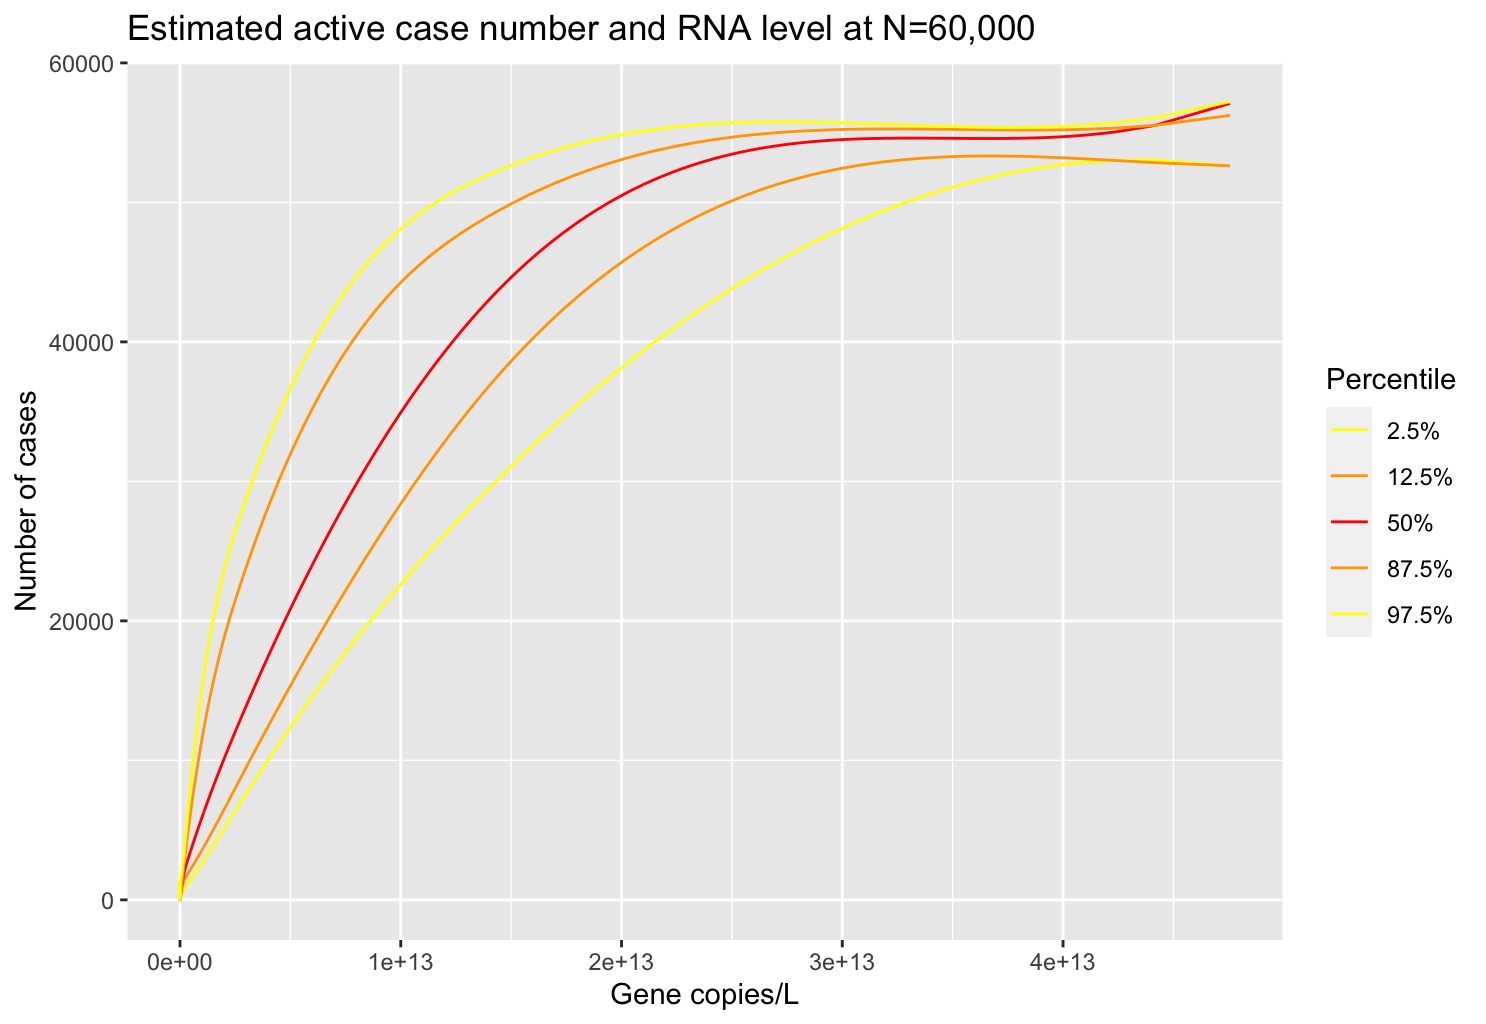 Estimated active case number and RNA level at N=60,000
60000
40000
20000
0
Number of cases
0e+00 1e+13 2e+13 3e+13 4e+13
Gene copies/L
Percentile
2.5%
12.5%
50%
87.5%
97.5%